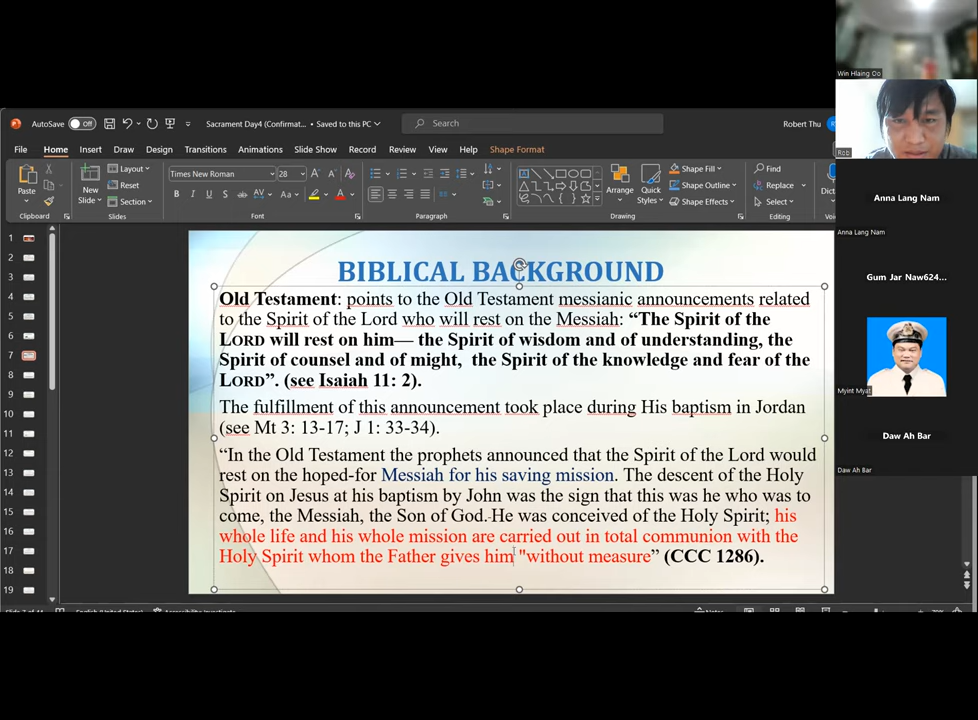 AutoSave
Off
Sacrament Day4 (Confirmat... • Saved to this PC
Search
Robert Thu
File Home Insert Draw Design Transitions Animations Slide Show Record Review View Help Shape Format
Paste
Clipboard
New
Slide
Layout
Reset
Section
Slides
Times New Roman
28
Font
Paragraph
Arrange
Quick
Styles
Shape Fill
Shape Outline
Shape Effects
Drawing
Find
Replace
Select
Editing
1
2
3
4
5
6
7
8
9
10
11
12
13
14
15
16
17
18
19
BIBLICAL BACKGROUND
Old Testament: points to the Old Testament messianic announcements related
to the Spirit of the Lord who will rest on the Messiah: “The Spirit of the
LORD will rest on him— the Spirit of wisdom and of understanding, the
Spirit of counsel and of might, the Spirit of the knowledge and fear of the
LORD”. (see Isaiah 11: 2).
The fulfillment of this announcement took place during His baptism in Jordan
(see Mt 3: 13-17; J 1: 33-34).
“In the Old Testament the prophets announced that the Spirit of the Lord would
rest on the hoped-for Messiah for his saving mission. The descent of the Holy
Spirit on Jesus at his baptism by John was the sign that this was he who was to
come, the Messiah, the Son of God. He was conceived of the Holy Spirit; his
whole life and his whole mission are carried out in total communion with the
Holy Spirit whom the Father gives him "without measure” (CCC 1286).
Win Hlaing Oo
Rob
Anna Lang Nam
Anna Lang Nam
Gum Jar Naw624...
Myint Myat
Daw Ah Bar
Daw Ah Bar